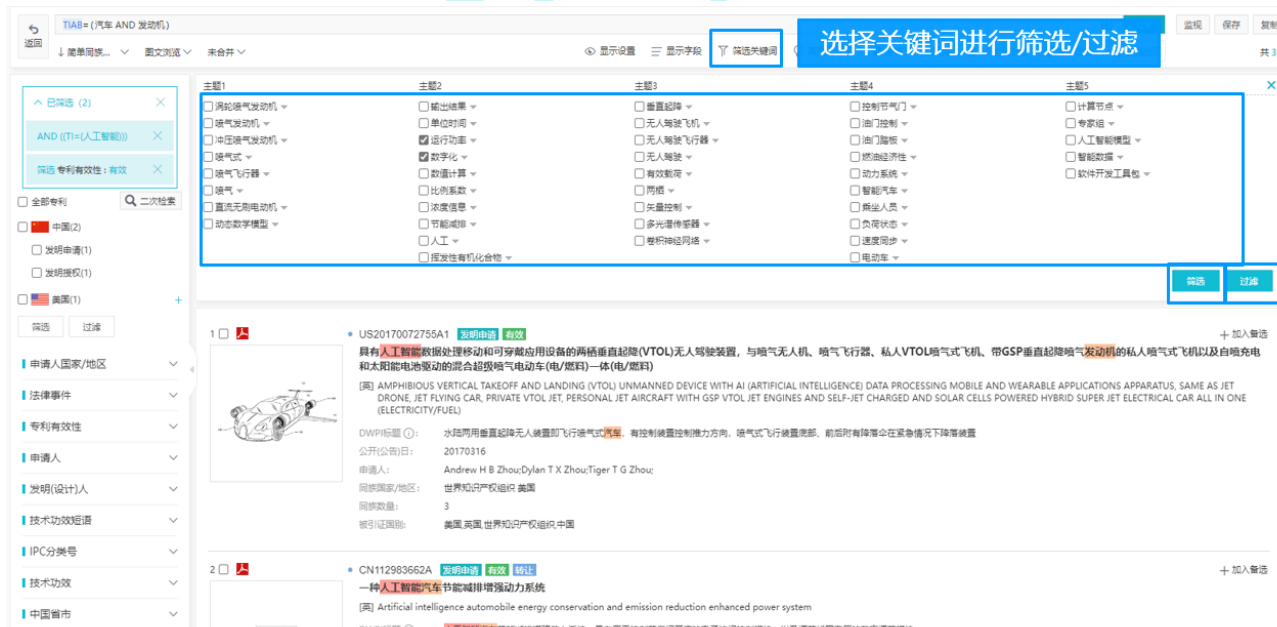 返回
TIAB= (汽车 AND 发动机)
监视 保存 复制
简单同族... 图文浏览 未合并 显示设置 显示字段 筛选关键词
选择关键词进行筛选/过滤
共 3
已筛选 (2)
AND ((TI=(人工智能)))
筛选 专利有效性 : 有效
全部专利 二次检索
中国(2)
发明申请(1)
发明授权(1)
美国(1)
筛选 过滤
申请人国家/地区
法律事件
专利有效性
申请人
发明(设计)人
技术功效短语
IPC分类号
技术功效
中国省市
主题1
涡轮喷气发动机
喷气发动机
冲压喷气发动机
喷气式
喷气飞行器
喷气
直流无刷电动机
动态数学模型
主题2
输出结果
单位时间
运行功率
数字化
数值计算
比例系数
浓度信息
节能减排
人工
挥发性有机化合物
主题3
垂直起降
无人驾驶飞机
无人驾驶飞行器
无人驾驶
有效载荷
两栖
矢量控制
多光谱传感器
卷积神经网络
主题4
控制节气门
油门控制
油门踏板
燃油经济性
动力系统
智能汽车
乘坐人员
负荷状态
速度同步
电动车
主题5
计算节点
专家组
人工智能模型
智能数据
软件开发工具包
筛选 过滤
1
US20170072755A1 发明申请 有效
加入备选
具有人工智能数据处理移动和可穿戴应用设备的两栖垂直起降(VTOL)无人驾驶装置，与喷气无人机、喷气飞行器、私人VTOL喷气式飞机、带GSP垂直起降喷气发动机的私人喷气式飞机以及自喷充电
和太阳能电池驱动的混合超级喷气电动车(电/燃料)一体(电/燃料)
[英] AMPHIBIOUS VERTICAL TAKEOFF AND LANDING (VTOL) UNMANNED DEVICE WITH AI (ARTIFICIAL INTELLIGENCE) DATA PROCESSING MOBILE AND WEARABLE APPLICATIONS APPARATUS, SAME AS JET
DRONE, JET FLYING CAR, PRIVATE VTOL JET, PERSONAL JET AIRCRAFT WITH GSP VTOL JET ENGINES AND SELF-JET CHARGED AND SOLAR CELLS POWERED HYBRID SUPER JET ELECTRICAL CAR ALL IN ONE
(ELECTRICITY/FUEL)
DWPI标题 : 水陆两用垂直起降无人装置即飞行喷气式汽车，有控制装置控制推力方向，喷气式飞行装置底部、前后附有降落伞在紧急情况下降落装置
公开(公告)日: 20170316
申请人: Andrew H B Zhou;Dylan T X Zhou;Tiger T G Zhou;
同族国家/地区: 世界知识产权组织 美国
同族数量: 3
被引证国别: 美国,英国,世界知识产权组织,中国
2
CN112983662A 发明申请 有效 转让
加入备选
一种人工智能汽车节能减排增强动力系统
[英] Artificial intelligence automobile energy conservation and emission reduction enhanced power system